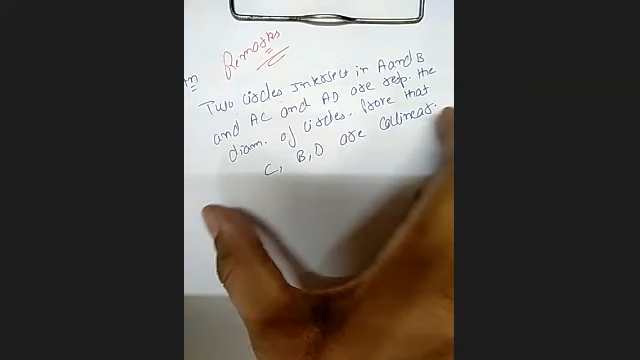 Remarks
Two circles Intersect in A and B
and AC and AD are resp. the
diam. of circles. Prove that
C, B, D are collinear.